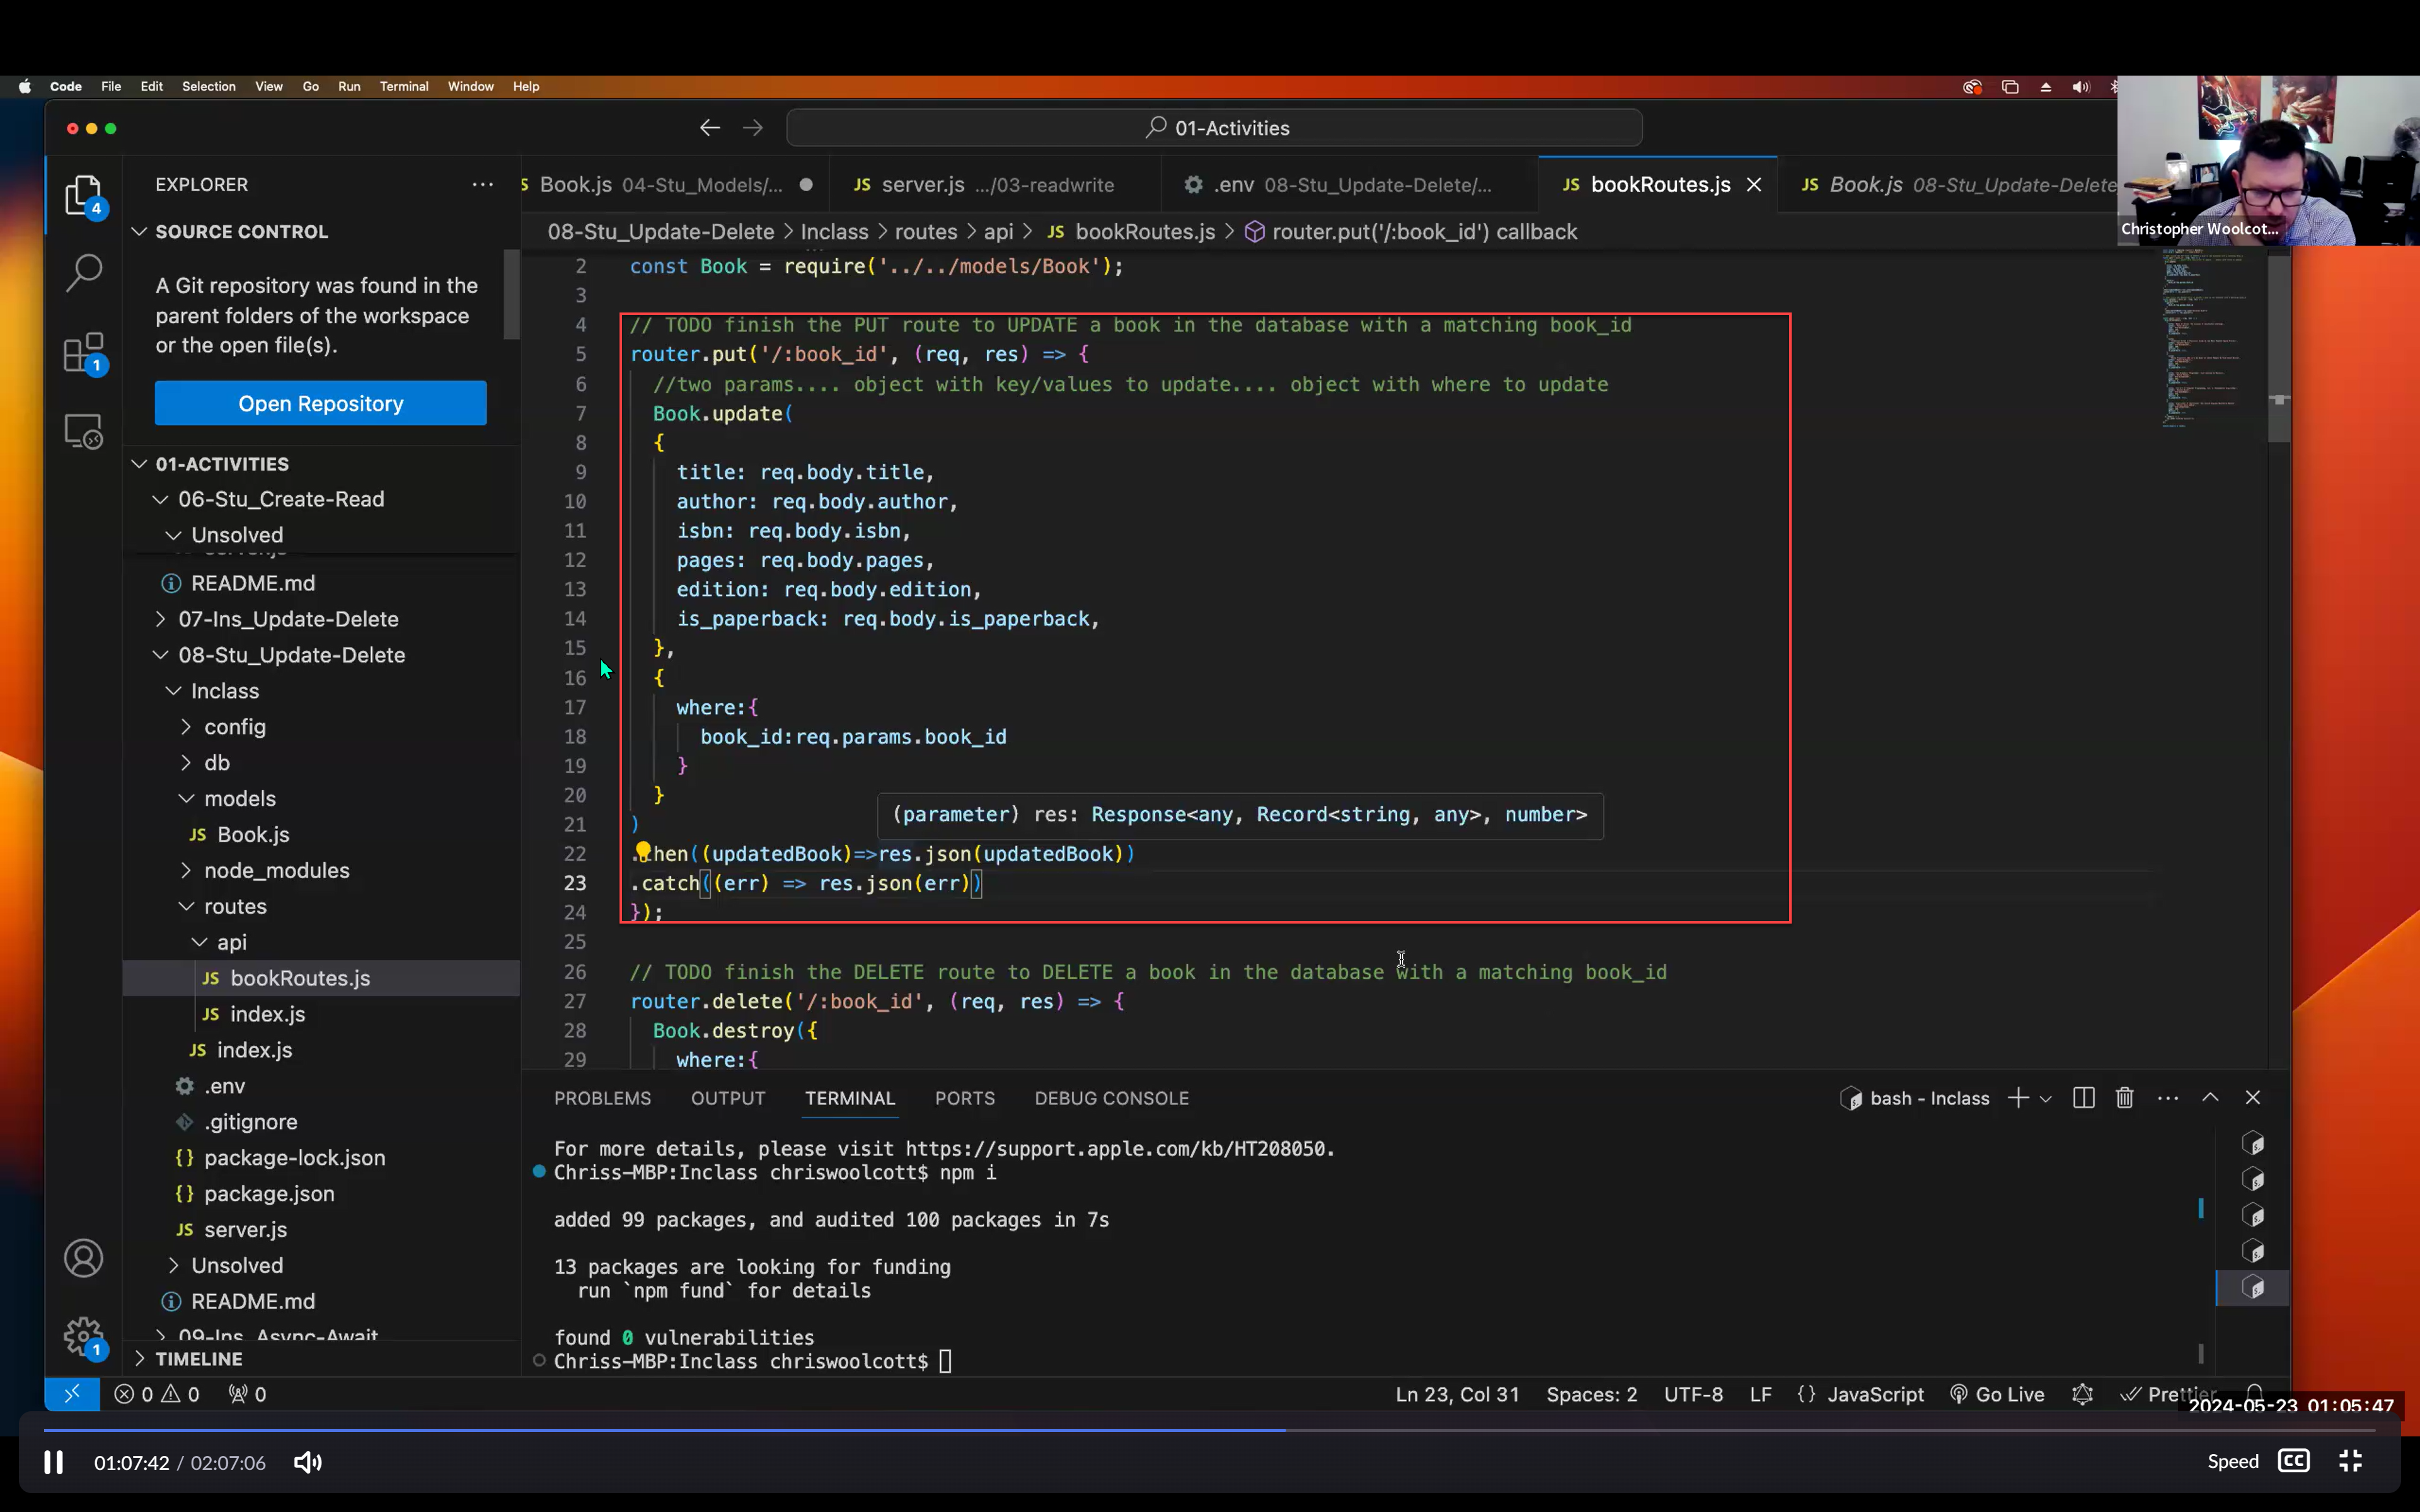 Code File Edit Selection View Go Run Terminal Window Help
01-Activities
Christopher Woolcot...
EXPLORER
Book.js 04-Stu_Models/...
JS server.js .../03-readwrite
.env 08-Stu_Update-Delete/...
JS bookRoutes.js
JS Book.js 08-Stu_Update-Delete
08-Stu_Update-Delete > Inclass > routes > api > JS bookRoutes.js > router.put('/:book_id') callback
4
SOURCE CONTROL
A Git repository was found in the
parent folders of the workspace
or the open file(s).
Open Repository
1
01-ACTIVITIES
06-Stu_Create-Read
Unsolved
README.md
07-Ins_Update-Delete
08-Stu_Update-Delete
Inclass
config
db
models
JS Book.js
node_modules
routes
api
JS bookRoutes.js
JS index.js
JS index.js
.env
.gitignore
{} package-lock.json
{} package.json
JS server.js
Unsolved
README.md
09-Ins_Async-Await
TIMELINE
1
2 const Book = require('../../models/Book');
3
4 // TODO finish the PUT route to UPDATE a book in the database with a matching book_id
5 router.put('/:book_id', (req, res) => {
6 //two params.... object with key/values to update.... object with where to update
7 Book.update(
8 {
9 title: req.body.title,
10 author: req.body.author,
11 isbn: req.body.isbn,
12 pages: req.body.pages,
13 edition: req.body.edition,
14 is_paperback: req.body.is_paperback,
15 },
16 {
17 where:{
18 book_id:req.params.book_id
19 }
20 }
(parameter) res: Response<any, Record<string, any>, number>
21 )
22 .then((updatedBook)=>res.json(updatedBook))
23 .catch((err) => res.json(err))
24 });
25
26 // TODO finish the DELETE route to DELETE a book in the database with a matching book_id
27 router.delete('/:book_id', (req, res) => {
28 Book.destroy({
29 where:{
PROBLEMS OUTPUT TERMINAL PORTS DEBUG CONSOLE
bash - Inclass
For more details, please visit https://support.apple.com/kb/HT208050.
Chriss-MBP:Inclass chriswoolcott$ npm i
added 99 packages, and audited 100 packages in 7s
13 packages are looking for funding
run `npm fund` for details
found 0 vulnerabilities
Chriss-MBP:Inclass chriswoolcott$
0 0 0
Ln 23, Col 31 Spaces: 2 UTF-8 LF {} JavaScript Go Live Prettier
2024-05-23 01:05:47
01:07:42 / 02:07:06
Speed CC